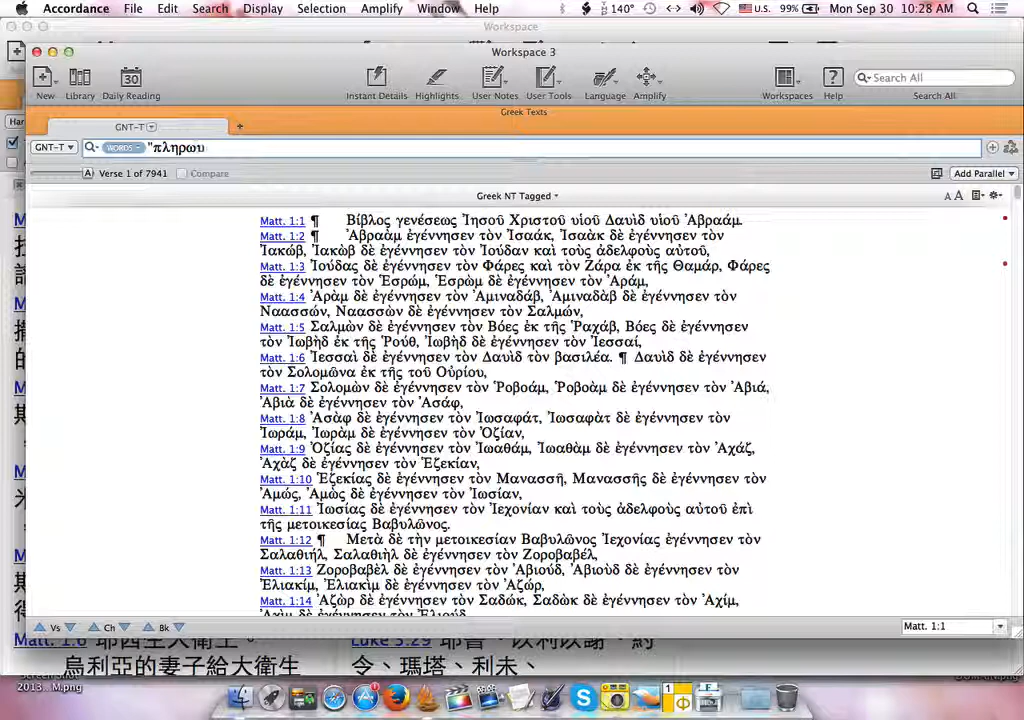 Accordance File Edit Search Display Selection Amplify Window Help 140° U.S. 99% Mon Sep 30 10:28 AM
Workspace
Workspace 3
30
New Library Daily Reading Instant Details Highlights User Notes User Tools Language Amplify Workspaces Help Search All
Search All
Greek Texts
GNT-T
GNT-T WORDS "πληρωυ
A Verse 1 of 7941 Compare Add Parallel
Greek NT Tagged A A
Matt. 1:1 ¶ Βίβλος γενέσεως Ἰησοῦ Χριστοῦ υἱοῦ Δαυὶδ υἱοῦ Ἀβραάμ.
Matt. 1:2 ¶ Ἀβραὰμ ἐγέννησεν τὸν Ἰσαάκ, Ἰσαὰκ δὲ ἐγέννησεν τὸν
Ἰακώβ, Ἰακὼβ δὲ ἐγέννησεν τὸν Ἰούδαν καὶ τοὺς ἀδελφοὺς αὐτοῦ,
Matt. 1:3 Ἰούδας δὲ ἐγέννησεν τὸν Φάρες καὶ τὸν Ζάρα ἐκ τῆς Θαμάρ, Φάρες
δὲ ἐγέννησεν τὸν Ἑσρώμ, Ἑσρὼμ δὲ ἐγέννησεν τὸν Ἀράμ,
Matt. 1:4 Ἀρὰμ δὲ ἐγέννησεν τὸν Ἀμιναδάβ, Ἀμιναδὰβ δὲ ἐγέννησεν τὸν
Ναασσών, Ναασσὼν δὲ ἐγέννησεν τὸν Σαλμών,
Matt. 1:5 Σαλμὼν δὲ ἐγέννησεν τὸν Βόες ἐκ τῆς Ῥαχάβ, Βόες δὲ ἐγέννησεν
τὸν Ἰωβὴδ ἐκ τῆς Ῥούθ, Ἰωβὴδ δὲ ἐγέννησεν τὸν Ἰεσσαί,
Matt. 1:6 Ἰεσσαὶ δὲ ἐγέννησεν τὸν Δαυὶδ τὸν βασιλέα. ¶ Δαυὶδ δὲ ἐγέννησεν
τὸν Σολομῶνα ἐκ τῆς τοῦ Οὐρίου,
Matt. 1:7 Σολομὼν δὲ ἐγέννησεν τὸν Ῥοβοάμ, Ῥοβοὰμ δὲ ἐγέννησεν τὸν Ἀβιά,
Ἀβιὰ δὲ ἐγέννησεν τὸν Ἀσάφ,
Matt. 1:8 Ἀσὰφ δὲ ἐγέννησεν τὸν Ἰωσαφάτ, Ἰωσαφὰτ δὲ ἐγέννησεν τὸν
Ἰωράμ, Ἰωρὰμ δὲ ἐγέννησεν τὸν Ὀζίαν,
Matt. 1:9 Ὀζίας δὲ ἐγέννησεν τὸν Ἰωαθάμ, Ἰωαθὰμ δὲ ἐγέννησεν τὸν Ἀχάζ,
Ἀχὰζ δὲ ἐγέννησεν τὸν Ἑζεκίαν,
Matt. 1:10 Ἑζεκίας δὲ ἐγέννησεν τὸν Μανασσῆ, Μανασσῆς δὲ ἐγέννησεν τὸν
Ἀμώς, Ἀμὼς δὲ ἐγέννησεν τὸν Ἰωσίαν,
Matt. 1:11 Ἰωσίας δὲ ἐγέννησεν τὸν Ἰεχονίαν καὶ τοὺς ἀδελφοὺς αὐτοῦ ἐπὶ
τῆς μετοικεσίας Βαβυλῶνος.
Matt. 1:12 ¶ Μετὰ δὲ τὴν μετοικεσίαν Βαβυλῶνος Ἰεχονίας ἐγέννησεν τὸν
Σαλαθιήλ, Σαλαθιὴλ δὲ ἐγέννησεν τὸν Ζοροβαβέλ,
Matt. 1:13 Ζοροβαβὲλ δὲ ἐγέννησεν τὸν Ἀβιούδ, Ἀβιοὺδ δὲ ἐγέννησεν τὸν
Ἐλιακίμ, Ἐλιακὶμ δὲ ἐγέννησεν τὸν Ἀζώρ,
Matt. 1:14 Ἀζὼρ δὲ ἐγέννησεν τὸν Σαδώκ, Σαδὼκ δὲ ἐγέννησεν τὸν Ἀχίμ,
Ἀχὶμ δὲ ἐγέννησεν τὸν Ἐλιούδ,
Vs Ch Bk Matt. 1:1
烏利亞的妻子給大衛生 令、瑪塔、利未、
2013...M.png